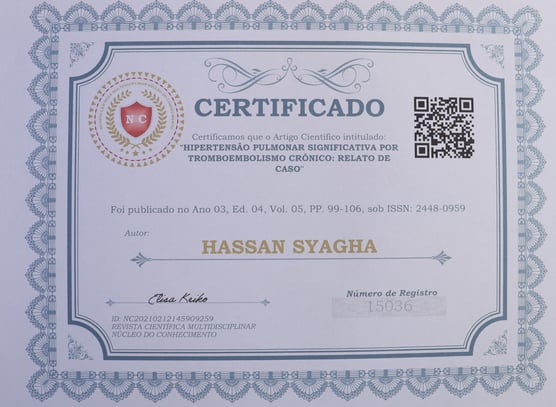 NC
CERTIFICADO
Certificamos que o Artigo Científico intitulado:
"HIPERTENSÃO PULMONAR SIGNIFICATIVA POR
TROMBOEMBOLISMO CRÔNICO: RELATO DE
CASO"
Foi publicado no Ano 03, Ed. 04, Vol. 05, PP. 99-106, sob ISSN: 2448-0959
Autor:
HASSAN SYAGHA
Elisa Kriko
Número de Registro
15036
ID: NC20210212145909259
REVISTA CIENTÍFICA MULTIDISCIPLINAR
NÚCLEO DO CONHECIMENTO